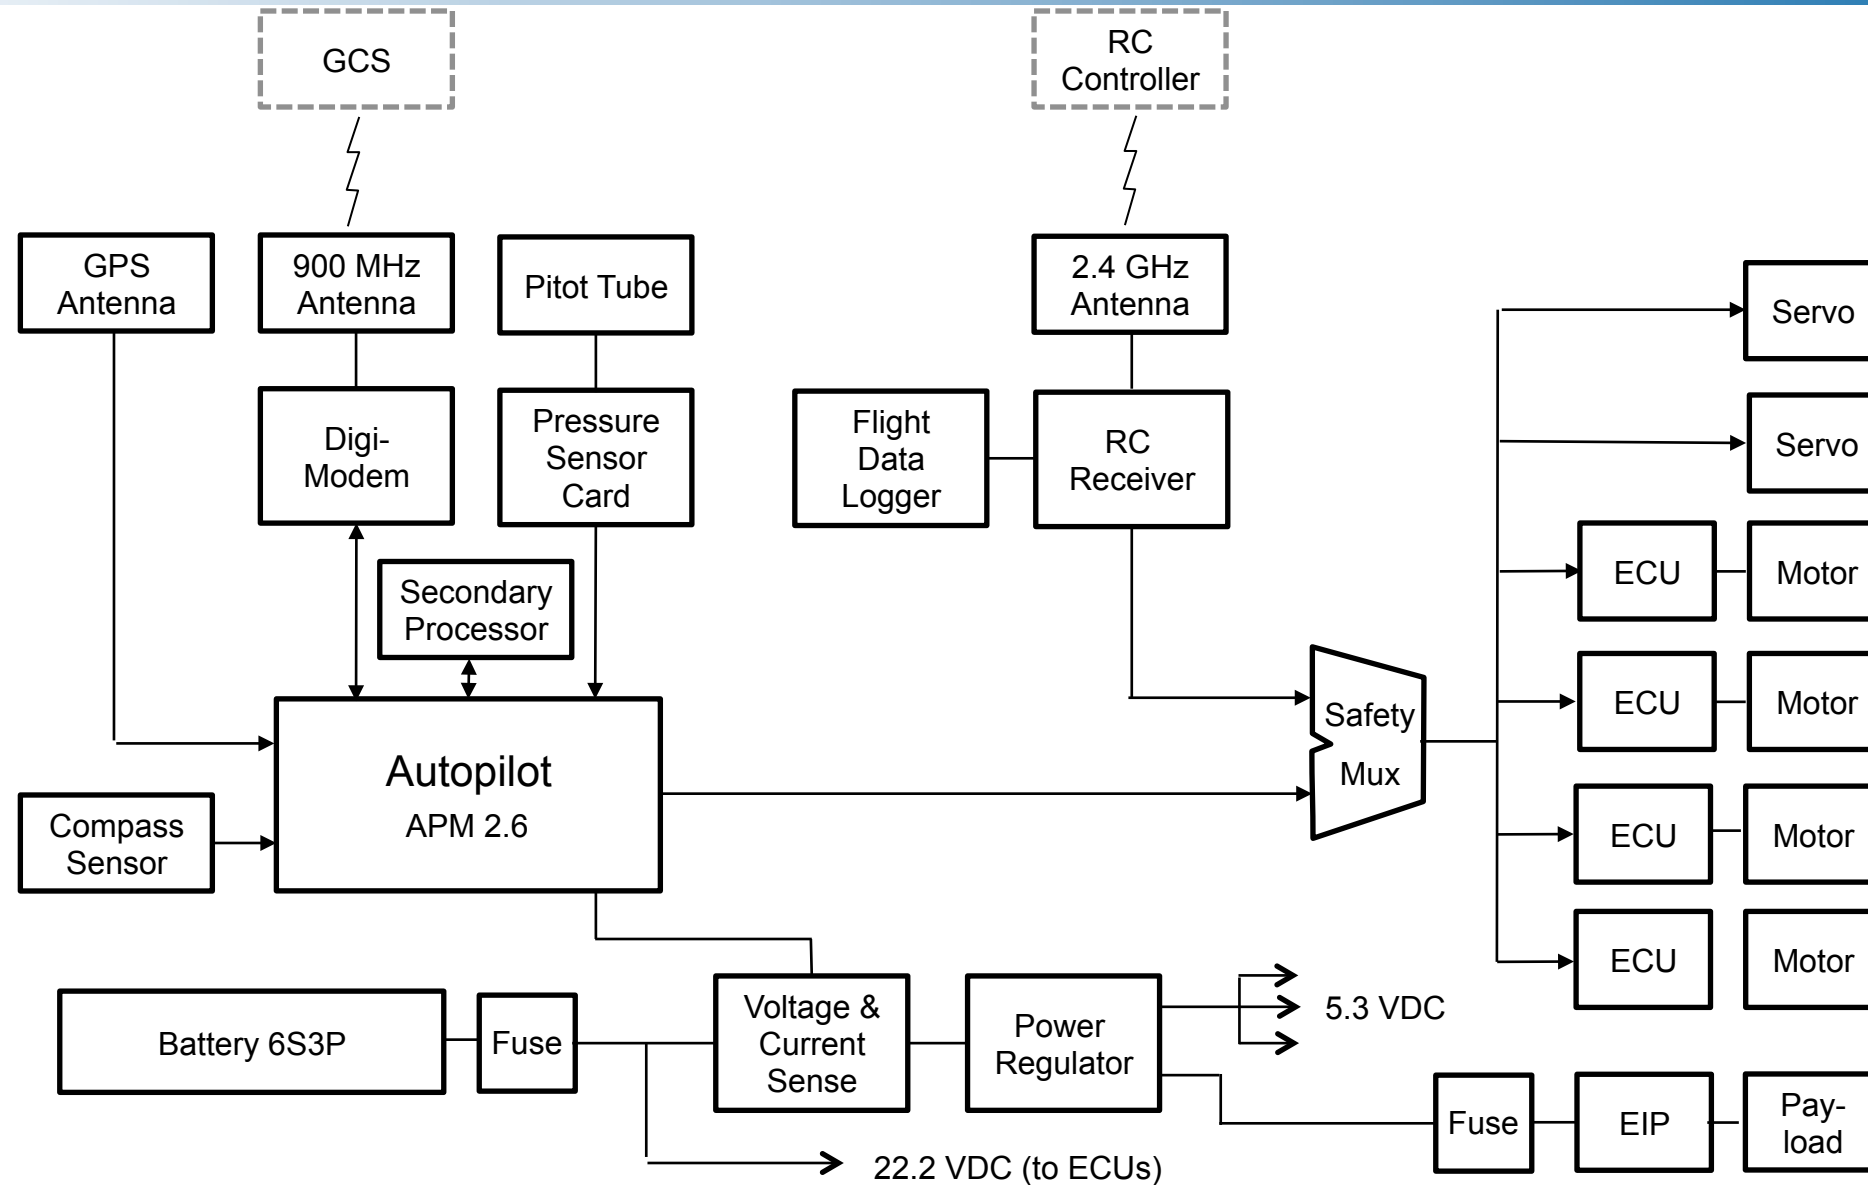 GCS
RC
Controller
GPS
Antenna
900 MHz
Antenna
Pitot Tube
2.4 GHz
Antenna
Servo
Digi-
Modem
Pressure
Sensor
Card
Flight
Data
Logger
RC
Receiver
Servo
Secondary
Processor
ECU
Motor
ECU
Motor
Safety
Mux
Autopilot
APM 2.6
Compass
Sensor
ECU
Motor
ECU
Motor
Battery 6S3P
Fuse
Voltage &
Current
Sense
Power
Regulator
5.3 VDC
Fuse
EIP
Pay-
load
22.2 VDC (to ECUs)